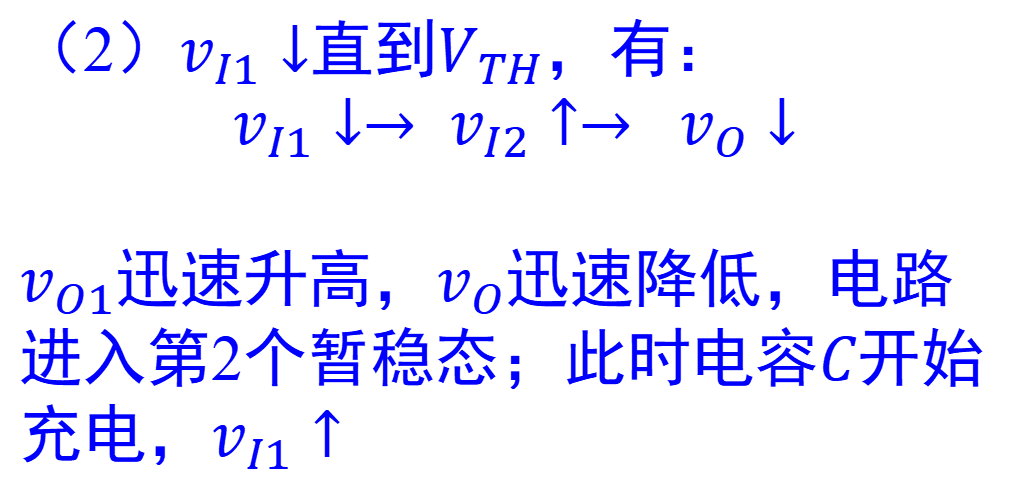 （2）v_{I1}↓直到V_{TH}，有：
v_{I1}↓→ v_{I2}↑→ v_O↓
v_{O1}迅速升高，v_O迅速降低，电路
进入第2个暂稳态；此时电容C开始
充电，v_{I1}↑